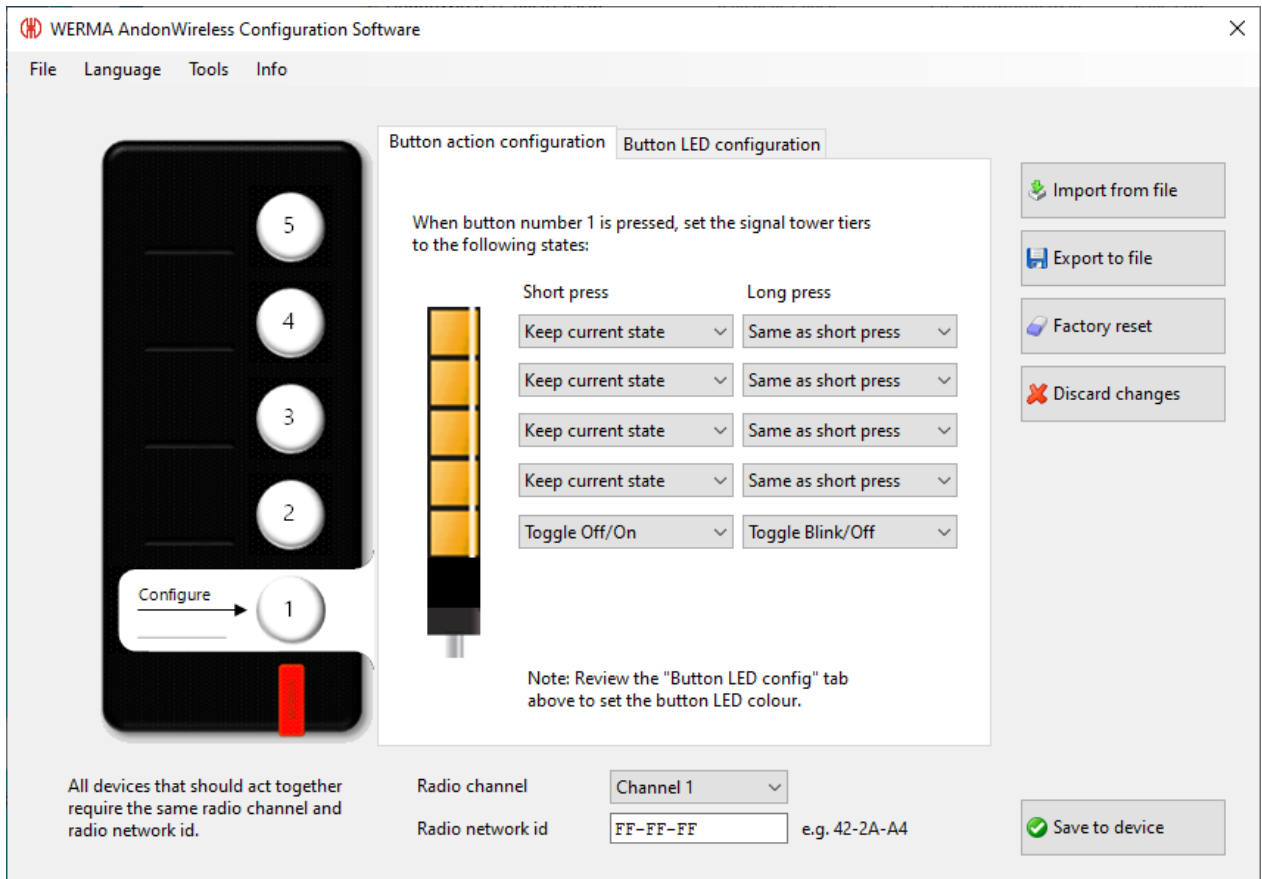 WERMA AndonWireless Configuration Software
File Language Tools Info
Button action configuration Button LED configuration
5
4
3
2
Configure
1
WERMA
When button number 1 is pressed, set the signal tower tiers
to the following states:
Short press Long press
Keep current state Same as short press
Keep current state Same as short press
Keep current state Same as short press
Keep current state Same as short press
Toggle Off/On Toggle Blink/Off
Note: Review the "Button LED config" tab
above to set the button LED colour.
Import from file
Export to file
Factory reset
Discard changes
All devices that should act together
require the same radio channel and
radio network id.
Radio channel Channel 1
Radio network id FF-FF-FF e.g. 42-2A-A4
Save to device